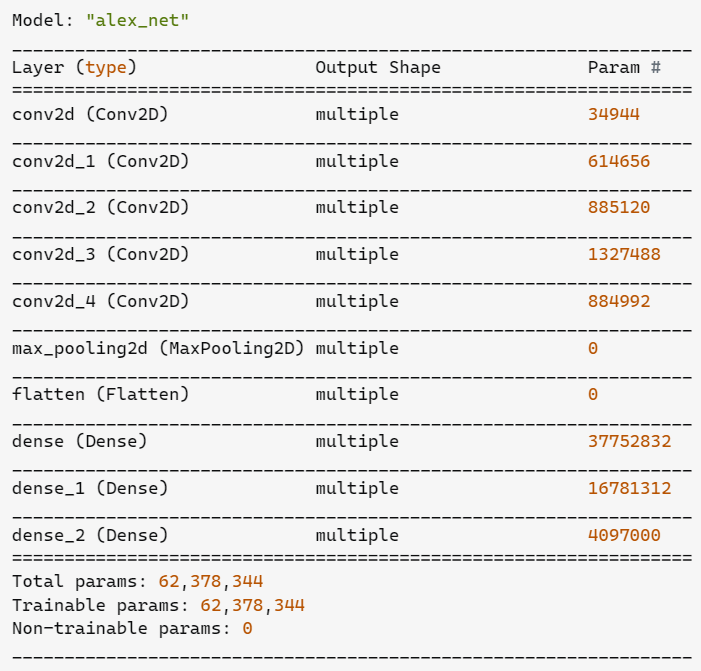 Model: "alex_net"
_________________________________________________________________
Layer (type)                 Output Shape              Param #
=================================================================
conv2d (Conv2D)              multiple                  34944
_________________________________________________________________
conv2d_1 (Conv2D)            multiple                  614656
_________________________________________________________________
conv2d_2 (Conv2D)            multiple                  885120
_________________________________________________________________
conv2d_3 (Conv2D)            multiple                  1327488
_________________________________________________________________
conv2d_4 (Conv2D)            multiple                  884992
_________________________________________________________________
max_pooling2d (MaxPooling2D) multiple                  0
_________________________________________________________________
flatten (Flatten)            multiple                  0
_________________________________________________________________
dense (Dense)                multiple                  37752832
_________________________________________________________________
dense_1 (Dense)              multiple                  16781312
_________________________________________________________________
dense_2 (Dense)              multiple                  4097000
=================================================================
Total params: 62,378,344
Trainable params: 62,378,344
Non-trainable params: 0
_________________________________________________________________